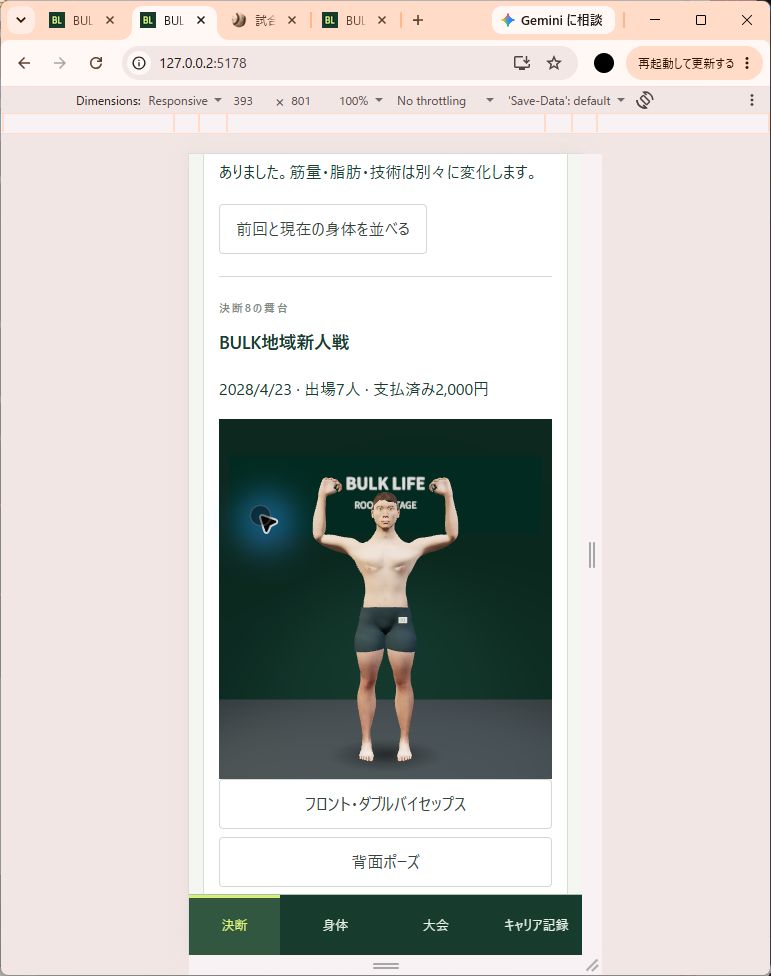 BL BUL
BL BUL
試合
BL BUL
Gemini に相談
127.0.0.2:5178
再起動して更新する
Dimensions: Responsive 393 × 801 100% No throttling 'Save-Data': default
ありました。筋量・脂肪・技術は別々に変化します。
前回と現在の身体を並べる
決断8の舞台
BULK地域新人戦
2028/4/23 · 出場7人 · 支払済み2,000円
BULK LIFE
フロント・ダブルバイセップス
背面ポーズ
決断 身体 大会 キャリア記録